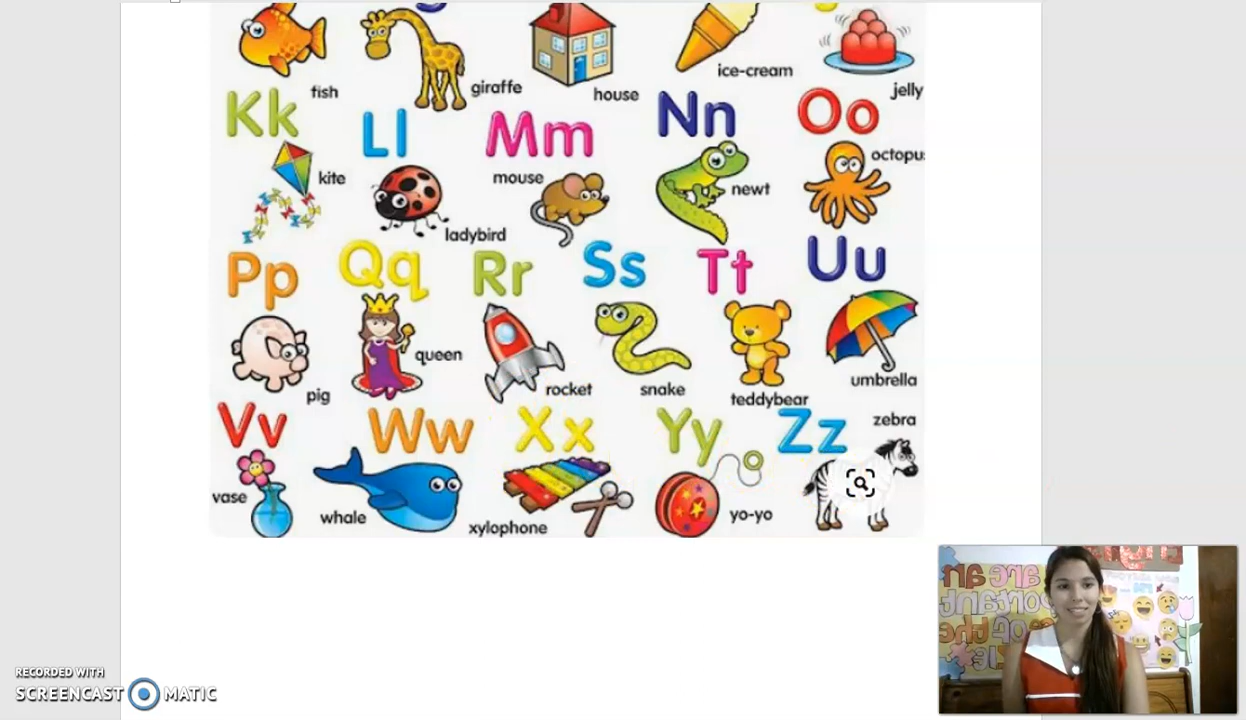 fish
giraffe
house
ice-cream
jelly
Kk
kite
Ll
ladybird
Mm
mouse
Nn
newt
Oo
octopu
Pp
pig
Qq
queen
Rr
rocket
Ss
snake
Tt
teddybear
Uu
umbrella
Vv
vase
Ww
whale
Xx
xylophone
Yy
yo-yo
Zz
zebra
are an
RECORDED WITH
SCREENCAST MATIC